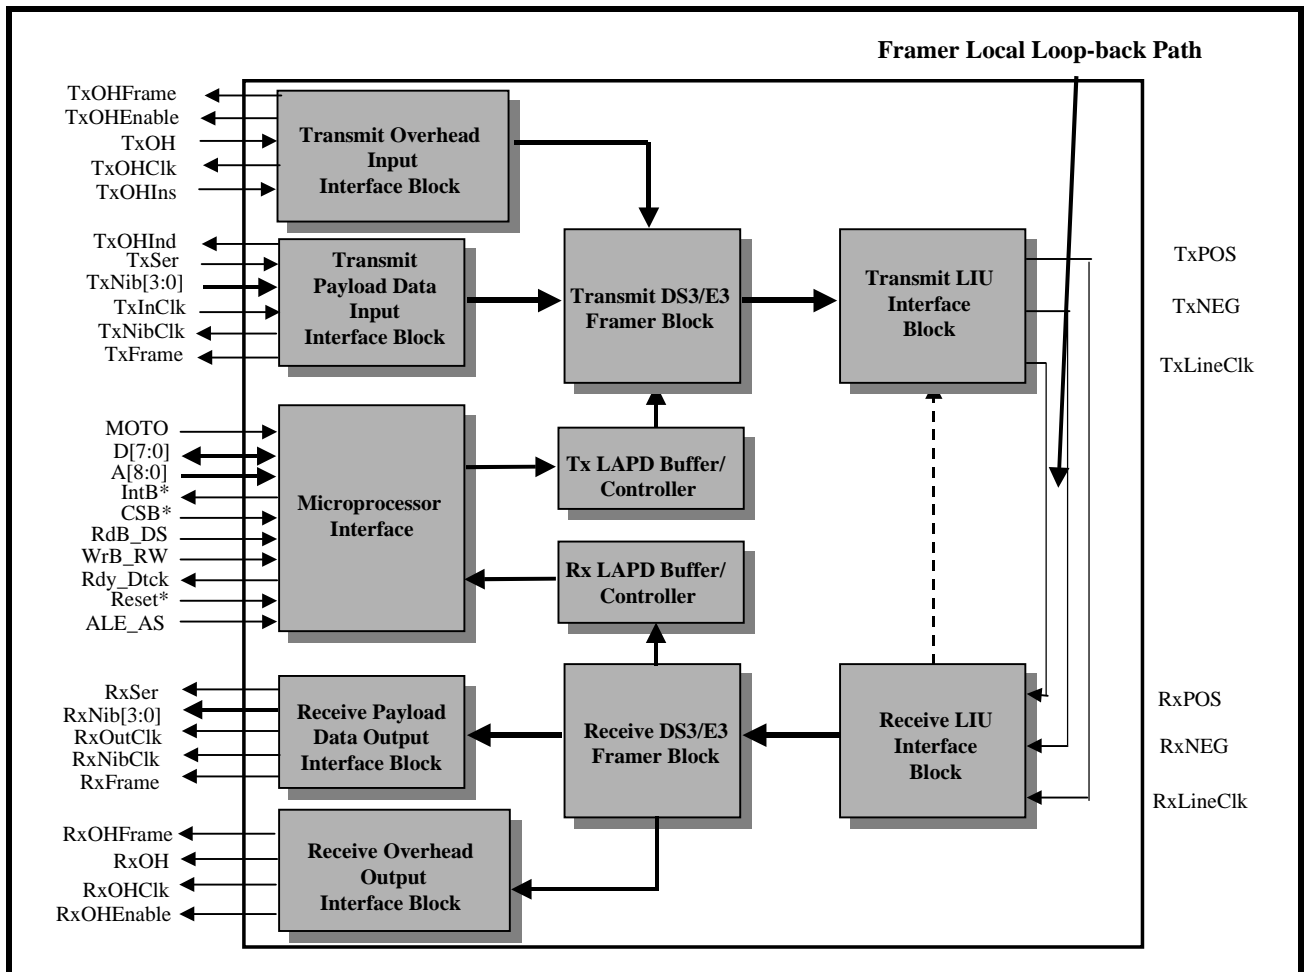 Framer Local Loop-back Path
TxOHFrame
TxOHEnable
TxOH
TxOHClk
TxOHIns
Transmit Overhead
Input
Interface Block
TxOHInd
TxSer
TxNib[3:0]
TxInClk
TxNibClk
TxFrame
Transmit
Payload Data
Input
Interface Block
Transmit DS3/E3
Framer Block
Transmit LIU
Interface
Block
TxPOS
TxNEG
TxLineClk
MOTO
D[7:0]
A[8:0]
IntB*
CSB*
RdB_DS
WrB_RW
Rdy_Dtck
Reset*
ALE_AS
Microprocessor
Interface
Tx LAPD Buffer/
Controller
Rx LAPD Buffer/
Controller
RxSer
RxNib[3:0]
RxOutClk
RxNibClk
RxFrame
Receive Payload
Data Output
Interface Block
Receive DS3/E3
Framer Block
Receive LIU
Interface
Block
RxPOS
RxNEG
RxLineClk
RxOHFrame
RxOH
RxOHClk
RxOHEnable
Receive Overhead
Output
Interface Block